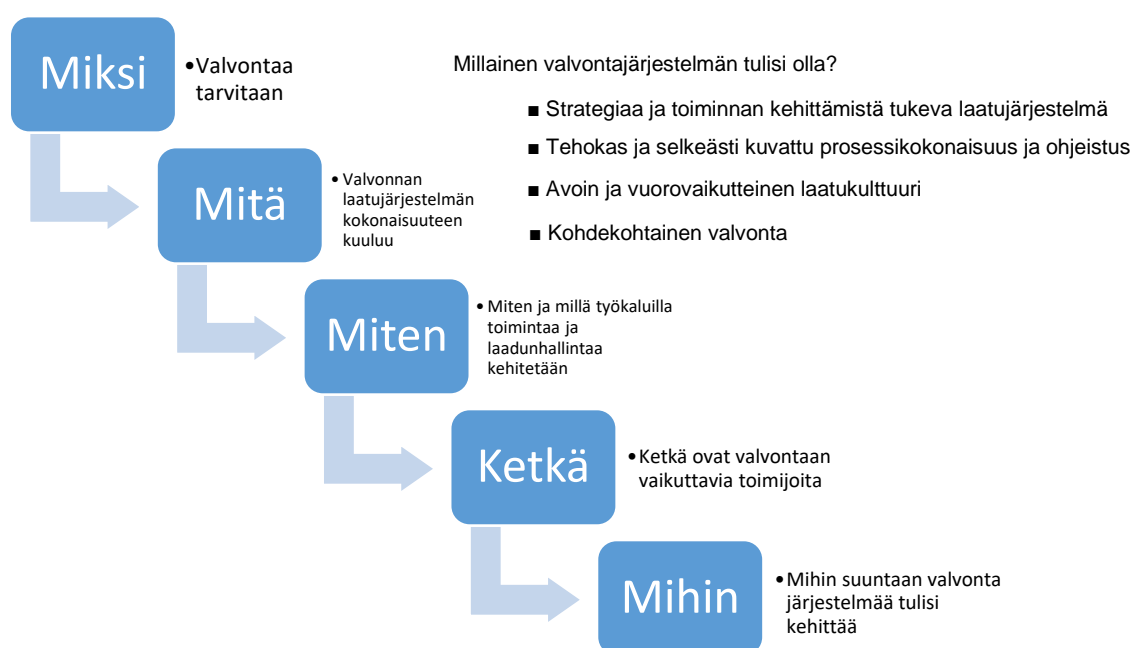 Miksi
•Valvontaa
tarvitaan
Millainen valvontajärjestelmän tulisi olla?
■ Strategiaa ja toiminnan kehittämistä tukeva laatujärjestelmä
■ Tehokas ja selkeästi kuvattu prosessikokonaisuus ja ohjeistus
■ Avoin ja vuorovaikutteinen laatukulttuuri
■ Kohdekohtainen valvonta
Mitä
• Valvonnan
laatujärjestelmän
kokonaisuuteen
kuuluu
Miten
• Miten ja millä työkaluilla
toimintaa ja
laadunhallintaa
kehitetään
Ketkä
•Ketkä ovat valvontaan
vaikuttavia toimijoita
Mihin
•Mihin suuntaan valvonta
järjestelmää tulisi
kehittää